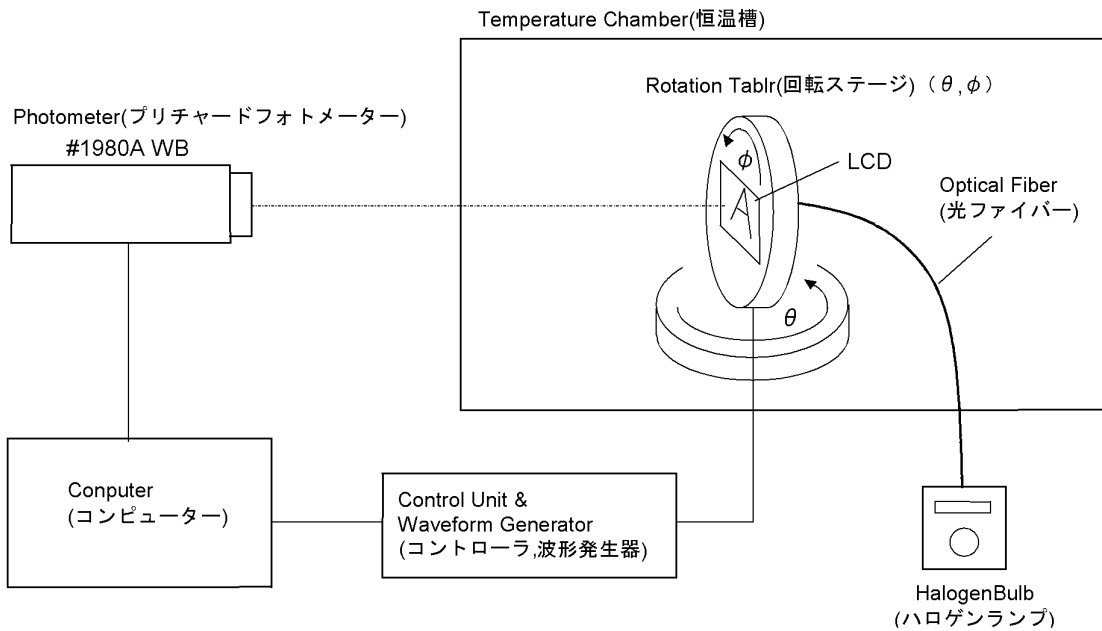 Temperature Chamber(恒温槽)
Rotation Tablr(回転ステージ)（θ,φ）
Photometer(プリチャードフォトメーター)
#1980A WB
φ
LCD
A
Optical Fiber
(光ファイバー)
θ
Conputer
(コンピューター)
Control Unit &
Waveform Generator
(コントローラ,波形発生器)
HalogenBulb
(ハロゲンランプ)